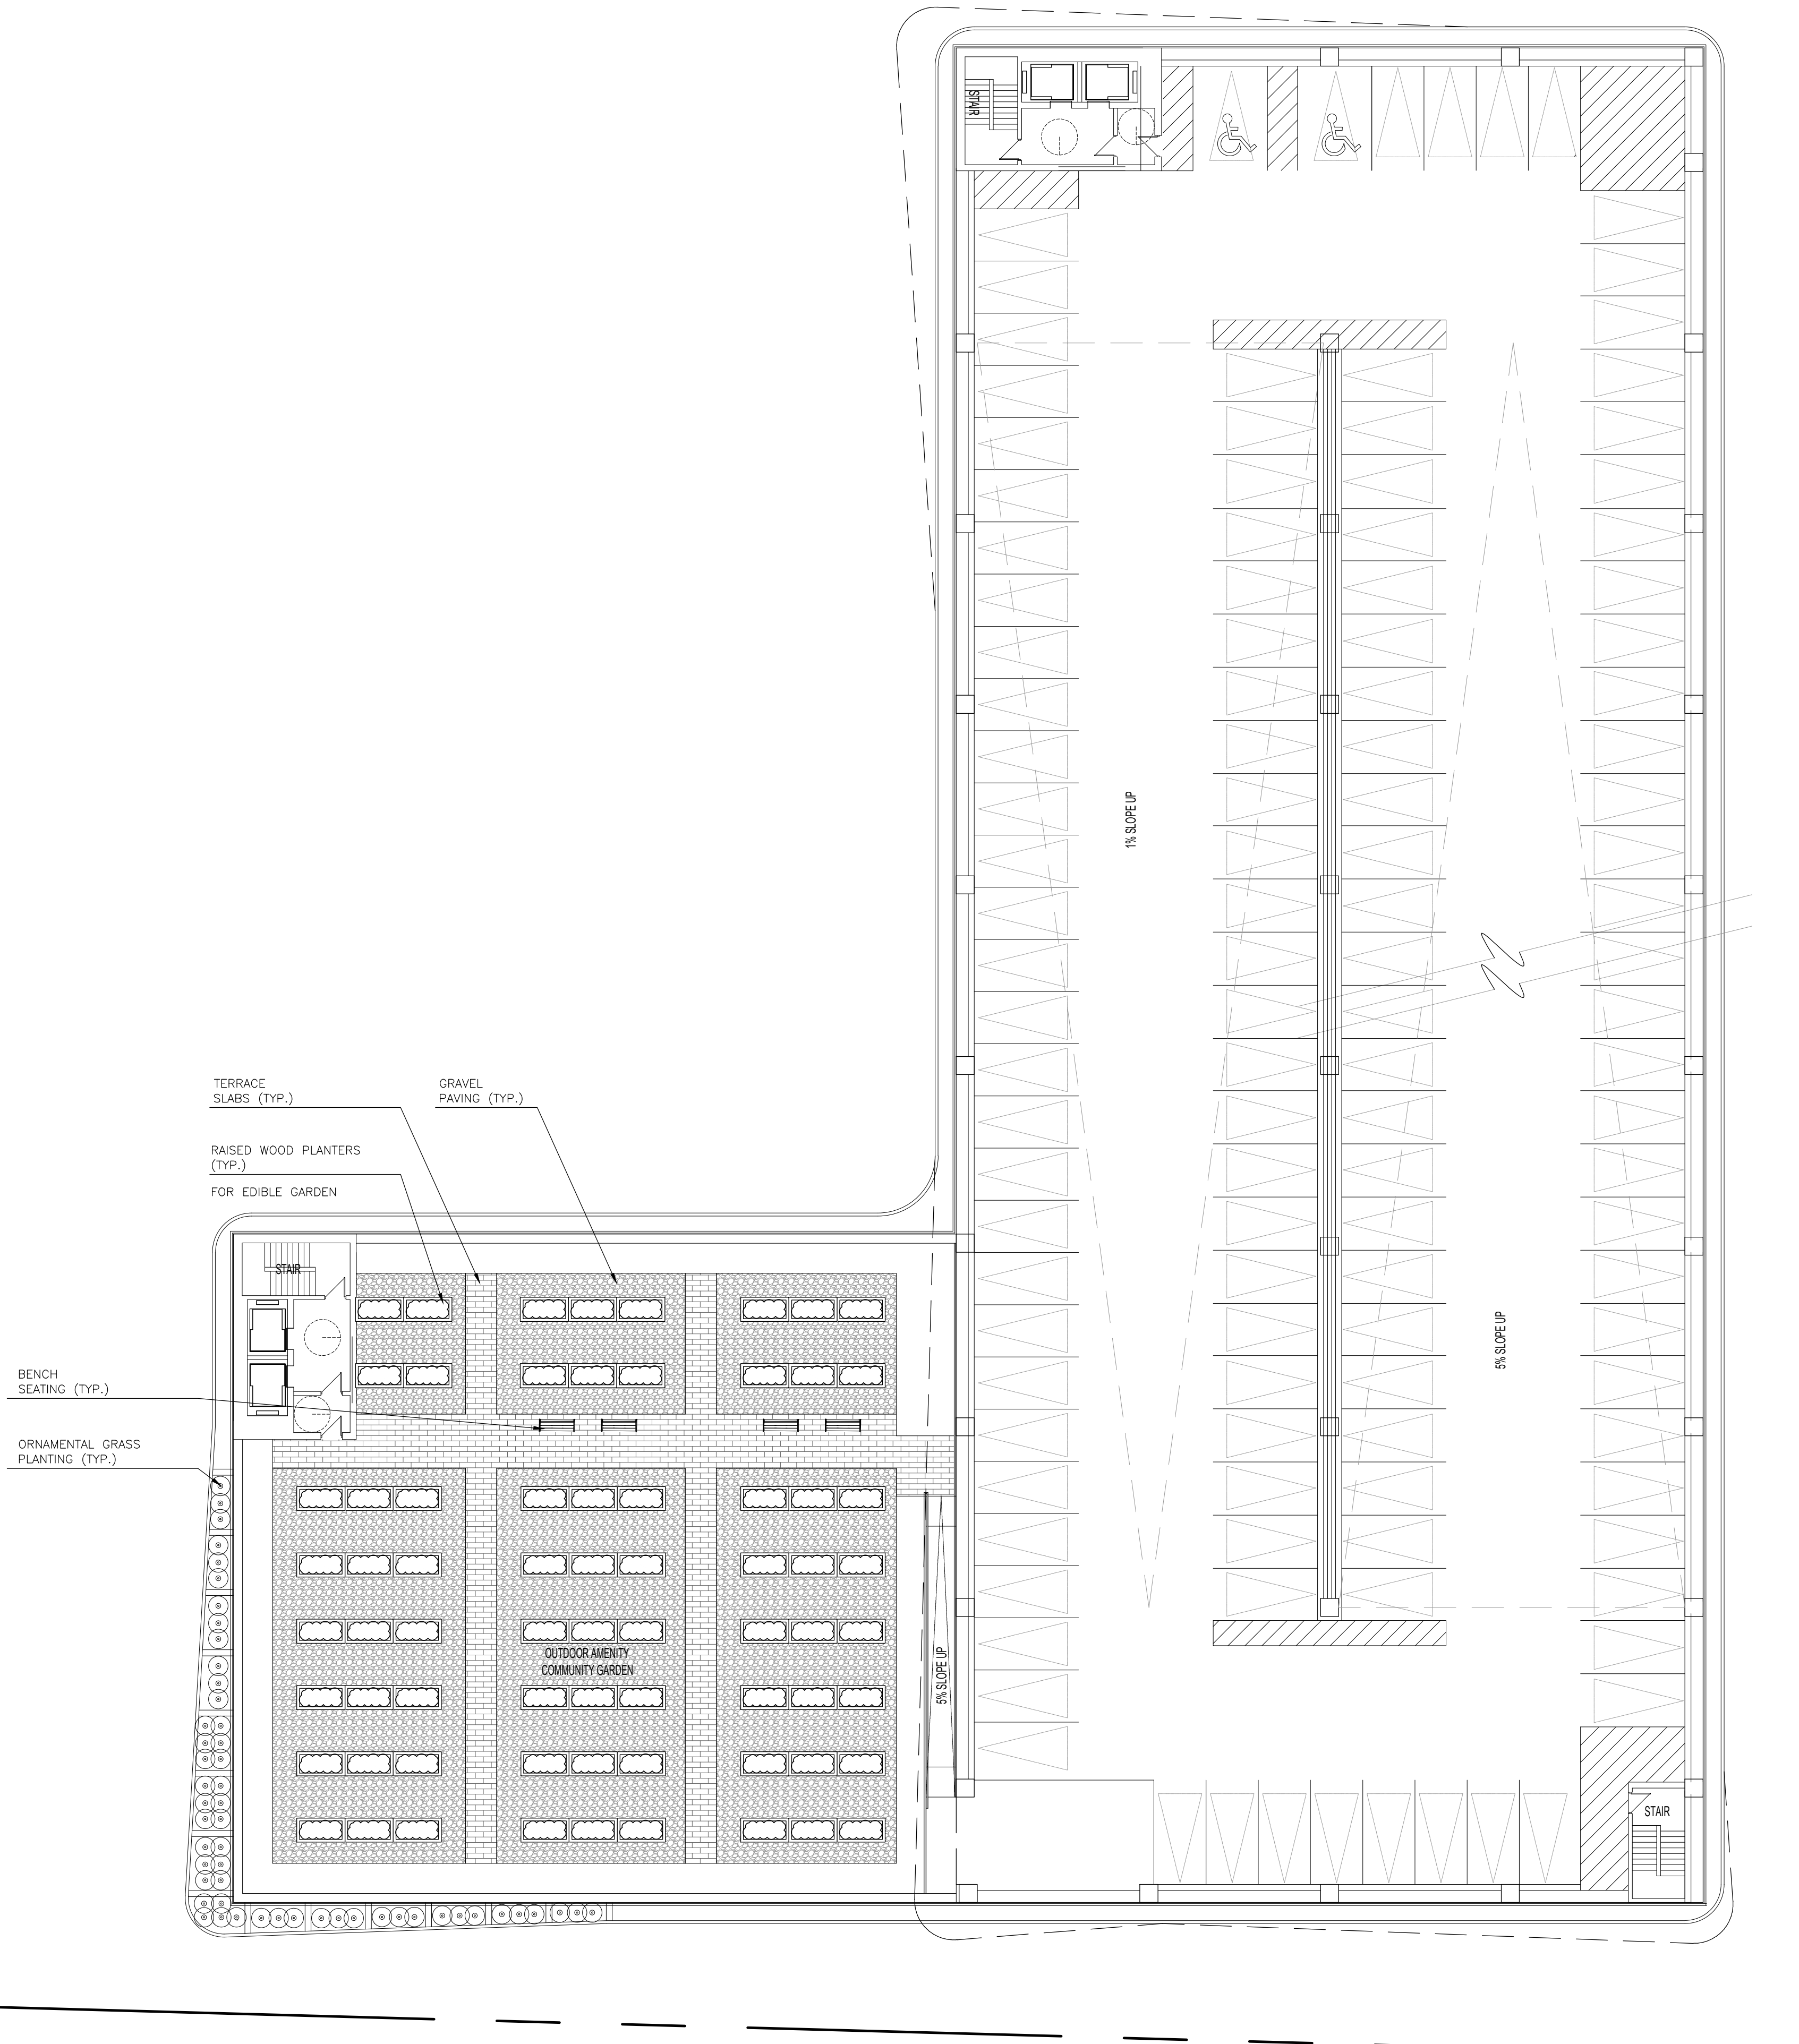 STAIR
1% SLOPE UP
TERRACE
SLABS (TYP.)
GRAVEL
PAVING (TYP.)
RAISED WOOD PLANTERS
(TYP.)
FOR EDIBLE GARDEN
STAIR
5% SLOPE UP
BENCH
SEATING (TYP.)
ORNAMENTAL GRASS
PLANTING (TYP.)
OUTDOOR AMENITY
COMMUNITY GARDEN
5% SLOPE UP
STAIR